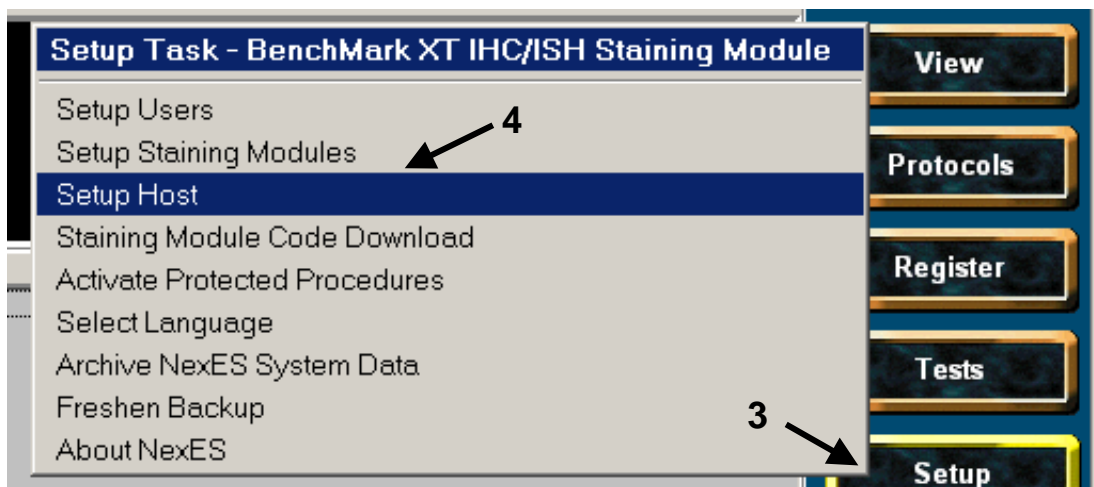 Setup Task - BenchMark XT IHC/ISH Staining Module
Setup Users
4
Setup Staining Modules
Setup Host
Staining Module Code Download
Activate Protected Procedures
Select Language
Archive NexES System Data
Freshen Backup
3
About NexES
View
Protocols
Register
Tests
Setup